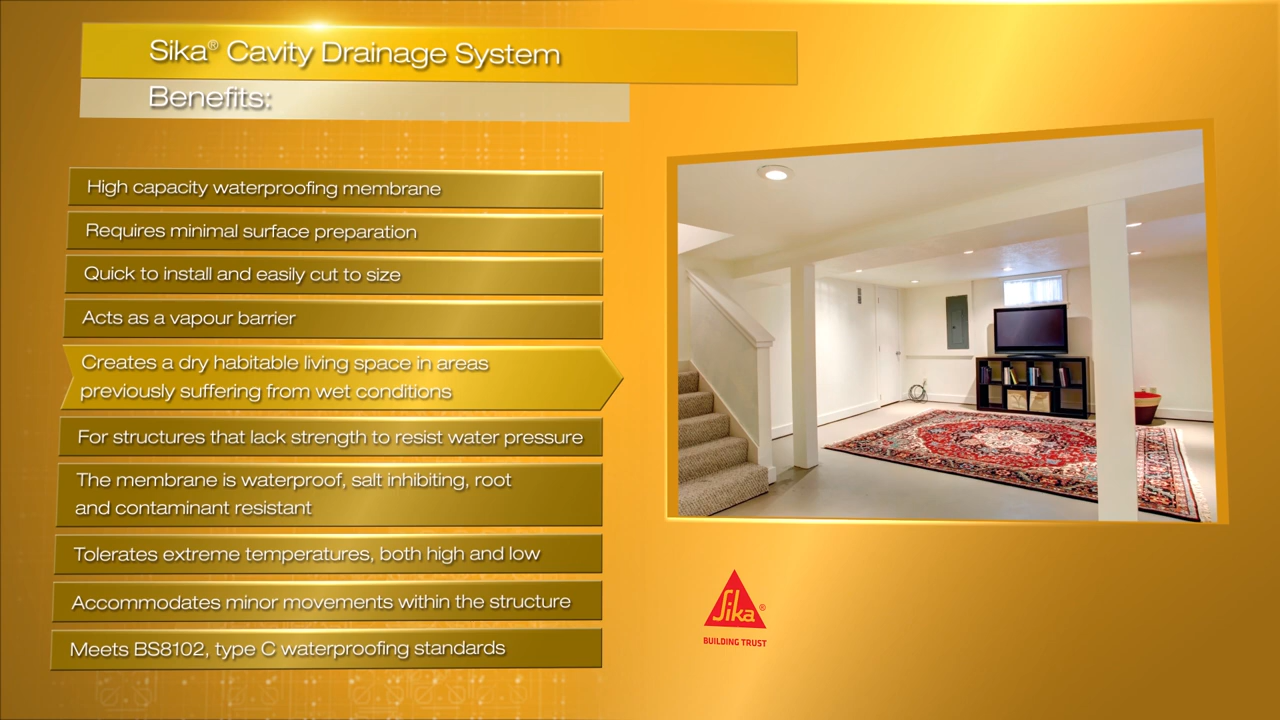 Sika® Cavity Drainage System
Benefits:
High capacity waterproofing membrane
Requires minimal surface preparation
Quick to install and easily cut to size
Acts as a vapour barrier
Creates a dry habitable living space in areas
previously suffering from wet conditions
For structures that lack strength to resist water pressure
The membrane is waterproof, salt inhibiting, root
and contaminant resistant
Tolerates extreme temperatures, both high and low
Accommodates minor movements within the structure
Meets BS8102, type C waterproofing standards
Sika®
BUILDING TRUST